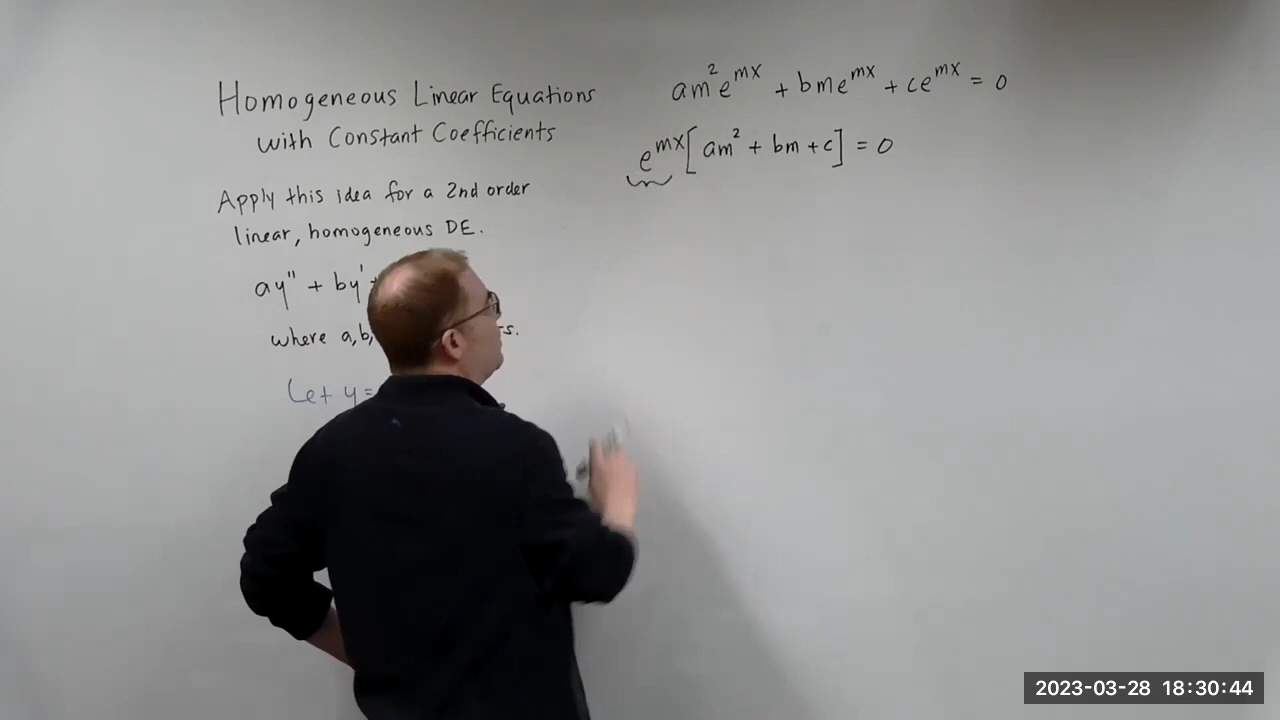 Homogeneous Linear Equations
with Constant Coefficients
Apply this idea for a 2nd order
linear, homogeneous DE.
ay" + by'
where a,b,
s.
Let y=
am²e^{mx} + bme^{mx} + ce^{mx} = 0
e^{mx}[am² + bm + c] = 0
2023-03-28 18:30:44